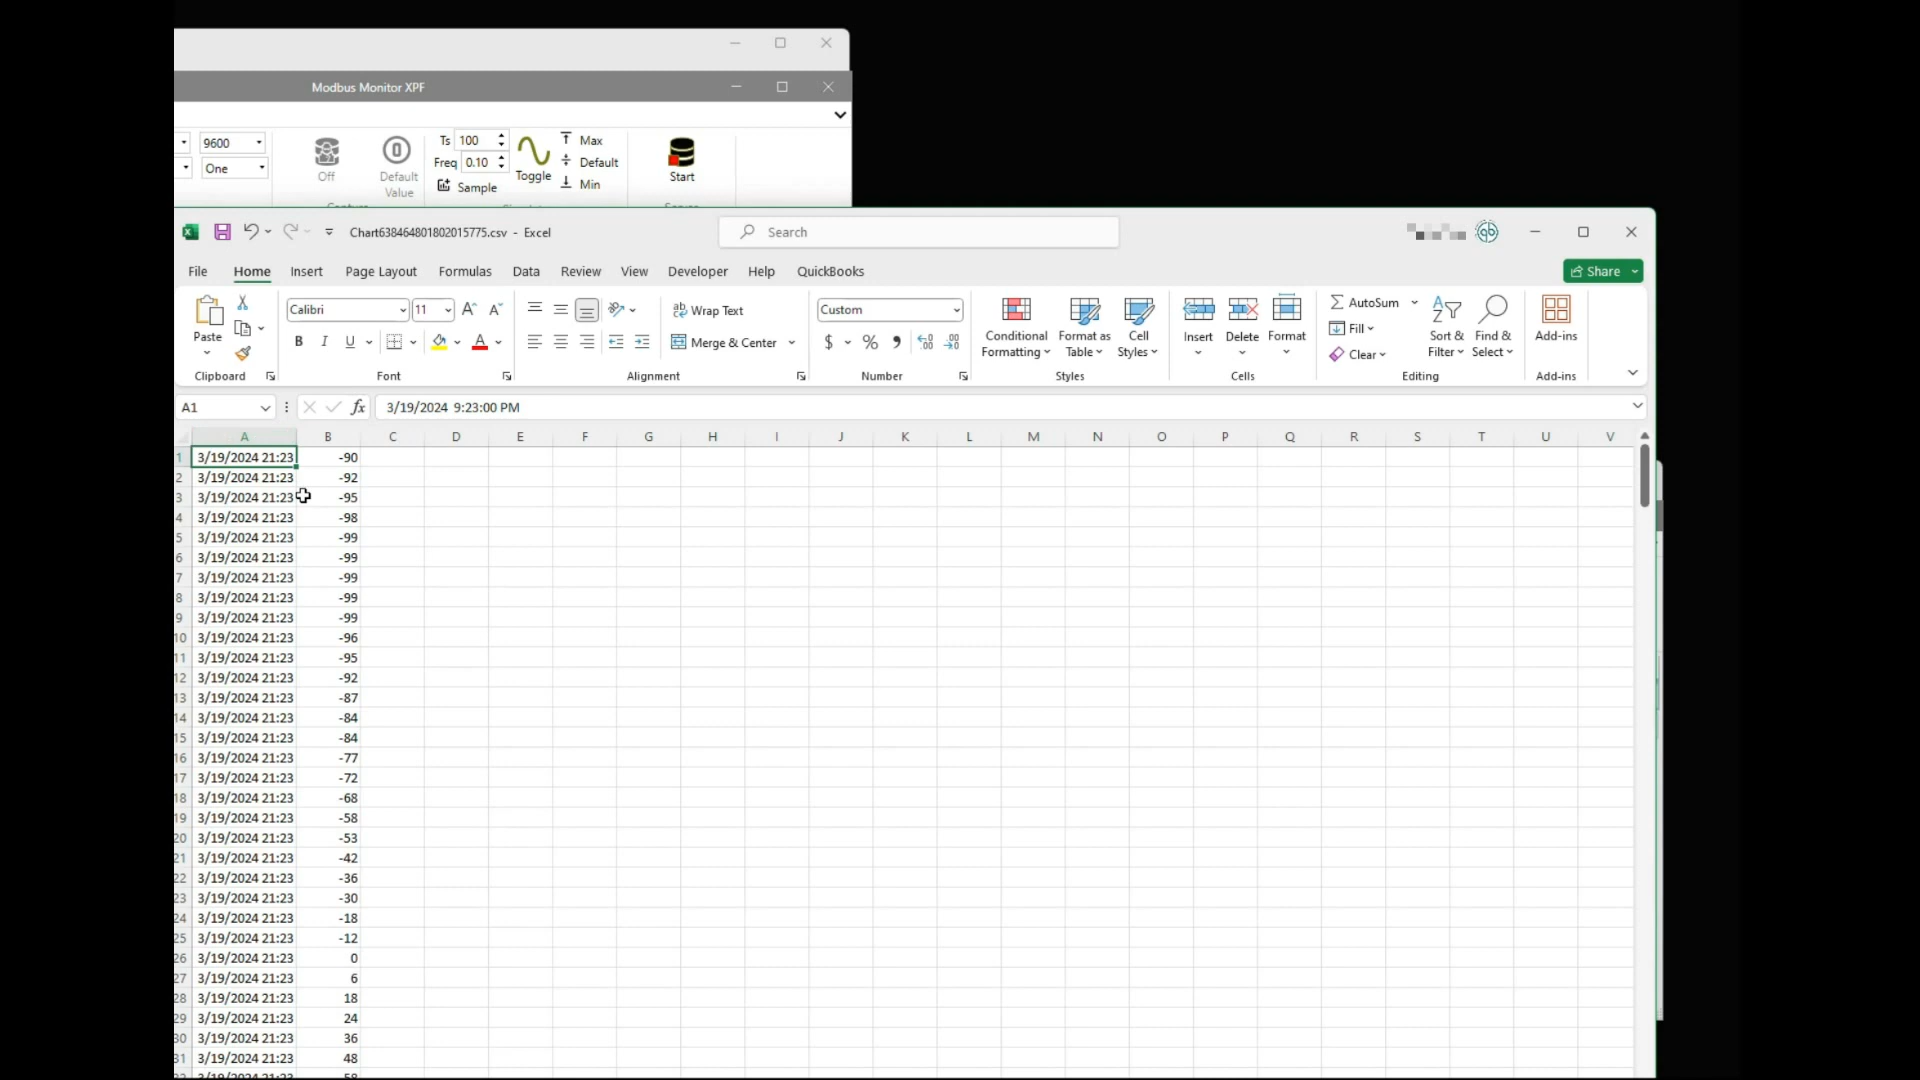 Modbus Monitor XPF
9600
One
Off
Default
Value
Ts 100
Freq 0.10
Sample
Toggle
Max
Default
Min
Start
Chart638464801802015775.csv - Excel
Search
File Home Insert Page Layout Formulas Data Review View Developer Help QuickBooks
Share
Paste
Clipboard
Calibri 11
B I U
Font
Wrap Text
Merge & Center
Alignment
Custom
$ % 9
Number
Conditional
Formatting
Format as
Table
Cell
Styles
Styles
Insert
Delete
Format
Cells
AutoSum
Fill
Clear
Sort &
Filter
Find &
Select
Editing
Add-ins
Add-ins
A1 fx 3/19/2024 9:23:00 PM
A B C D E F G H I J K L M N O P Q R S T U V
1 3/19/2024 21:23 -90
2 3/19/2024 21:23 -92
3 3/19/2024 21:23 -95
4 3/19/2024 21:23 -98
5 3/19/2024 21:23 -99
6 3/19/2024 21:23 -99
7 3/19/2024 21:23 -99
8 3/19/2024 21:23 -99
9 3/19/2024 21:23 -99
10 3/19/2024 21:23 -96
11 3/19/2024 21:23 -95
12 3/19/2024 21:23 -92
13 3/19/2024 21:23 -87
14 3/19/2024 21:23 -84
15 3/19/2024 21:23 -84
16 3/19/2024 21:23 -77
17 3/19/2024 21:23 -72
18 3/19/2024 21:23 -68
19 3/19/2024 21:23 -58
20 3/19/2024 21:23 -53
21 3/19/2024 21:23 -42
22 3/19/2024 21:23 -36
23 3/19/2024 21:23 -30
24 3/19/2024 21:23 -18
25 3/19/2024 21:23 -12
26 3/19/2024 21:23 0
27 3/19/2024 21:23 6
28 3/19/2024 21:23 18
29 3/19/2024 21:23 24
30 3/19/2024 21:23 36
31 3/19/2024 21:23 48